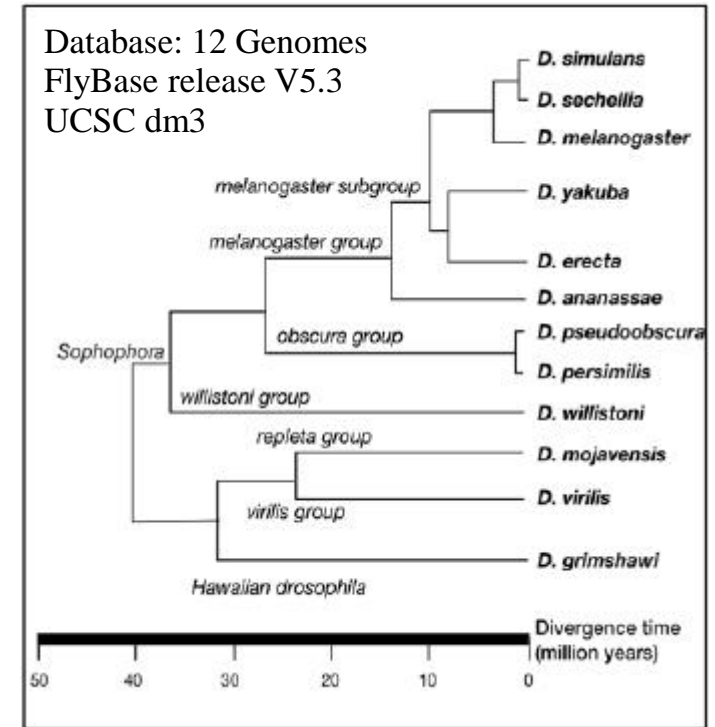 Database: 12 Genomes
FlyBase release V5.3
UCSC dm3
D. simulans
D. sechellia
D. melanogaster
melanogaster subgroup
D. yakuba
melanogaster group
D. erecta
D. ananassae
obscura group
D. pseudoobscura
Sophophora
D. persimilis
willistoni group
D. willistoni
repleta group
D. mojavensis
D. virilis
virilis group
D. grimshawi
Hawaiian drosophila
Divergence time
(million years)
50 40 30 20 10 0